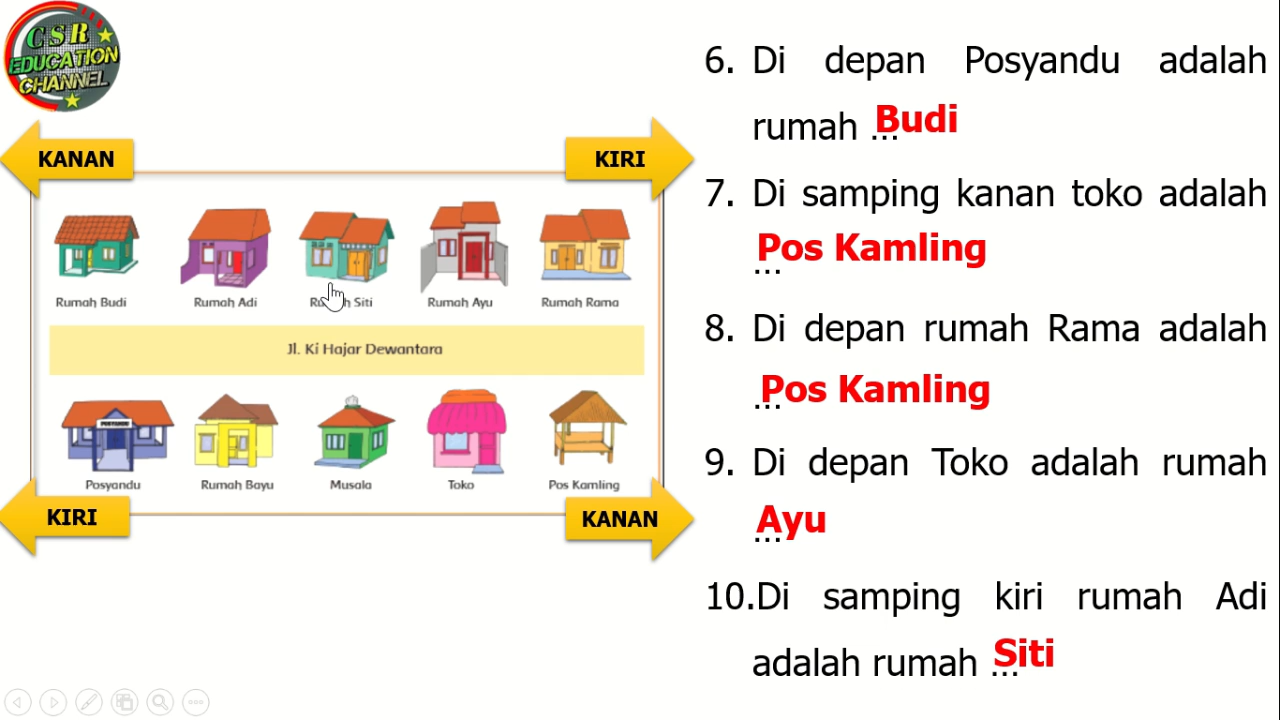 CSR
EDUCATION
CHANNEL
KANAN
KIRI
Rumah Budi
Rumah Adi
Rumah Siti
Rumah Ayu
Rumah Rama
Jl. Ki Hajar Dewantara
POSYANDU
Posyandu
Rumah Bayu
Musala
Toko
Pos Kamling
KIRI
KANAN
6. Di depan Posyandu adalah
rumah ... Budi
7. Di samping kanan toko adalah
... Pos Kamling
8. Di depan rumah Rama adalah
... Pos Kamling
9. Di depan Toko adalah rumah
... Ayu
10.Di samping kiri rumah Adi
adalah rumah ... Siti